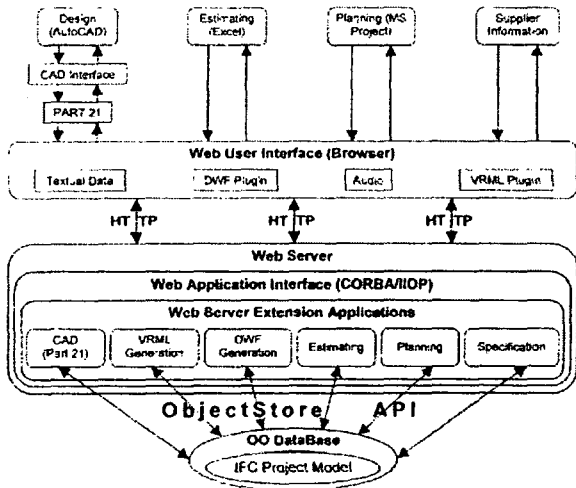 Design
(AutoCAD)
Estimating
(Excel)
Planning (MS
Project)
Supplier
Information
CAD Interface
PART 21
Web User Interface (Browser)
Textual Data
DWF Plugin
Audio
VRML Plugin
HTTP
HTTP
HTTP
Web Server
Web Application Interface (CORBA/IIOP)
Web Server Extension Applications
CAD
(Part 21)
VRML
Generation
DWF
Generation
Estimating
Planning
Specification
ObjectStore API
OO DataBase
IFC Project Model